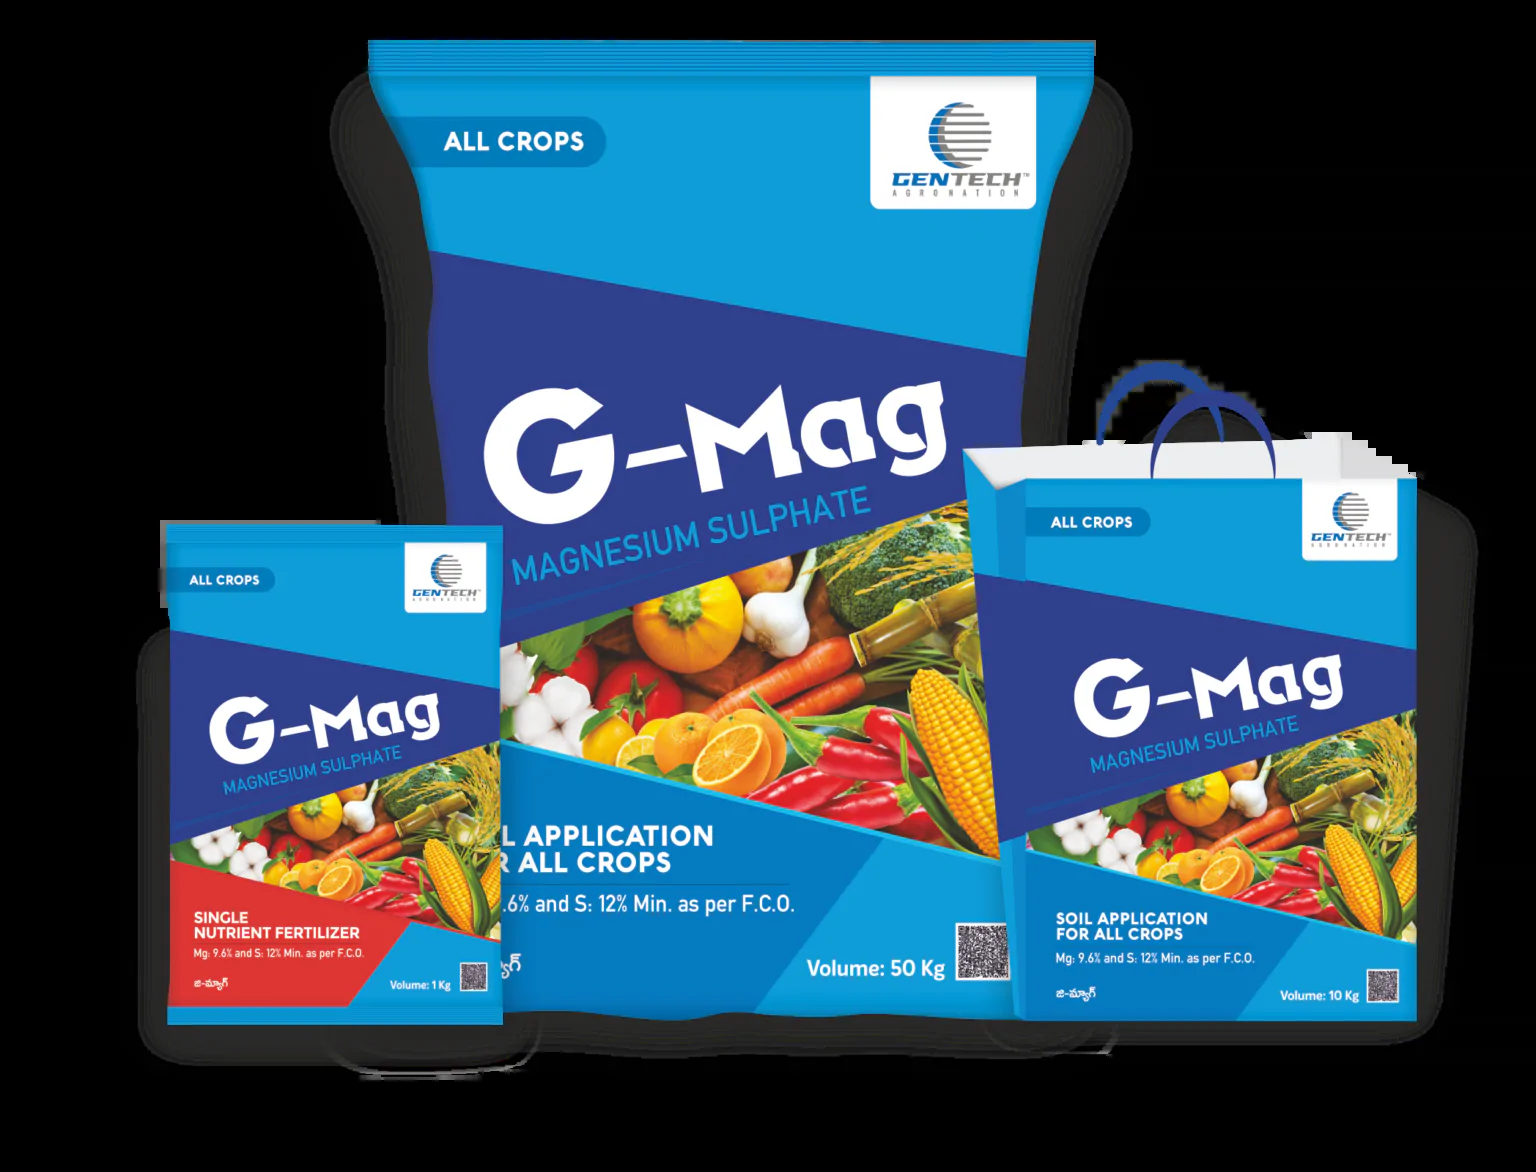 ALL CROPS
GENTECH™
AGRONATION
G-Mag
MAGNESIUM SULPHATE
L APPLICATION
R ALL CROPS
.6% and S: 12% Min. as per F.C.O.
్యాగ్
Volume: 50 Kg
ALL CROPS
GENTECH™
AGRONATION
G-Mag
MAGNESIUM SULPHATE
SINGLE
NUTRIENT FERTILIZER
Mg: 9.6% and S: 12% Min. as per F.C.O.
జి-మ్యాగ్
Volume: 1 Kg
ALL CROPS
GENTECH™
AGRONATION
G-Mag
MAGNESIUM SULPHATE
SOIL APPLICATION
FOR ALL CROPS
Mg: 9.6% and S: 12% Min. as per F.C.O.
జి-మ్యాగ్
Volume: 10 Kg